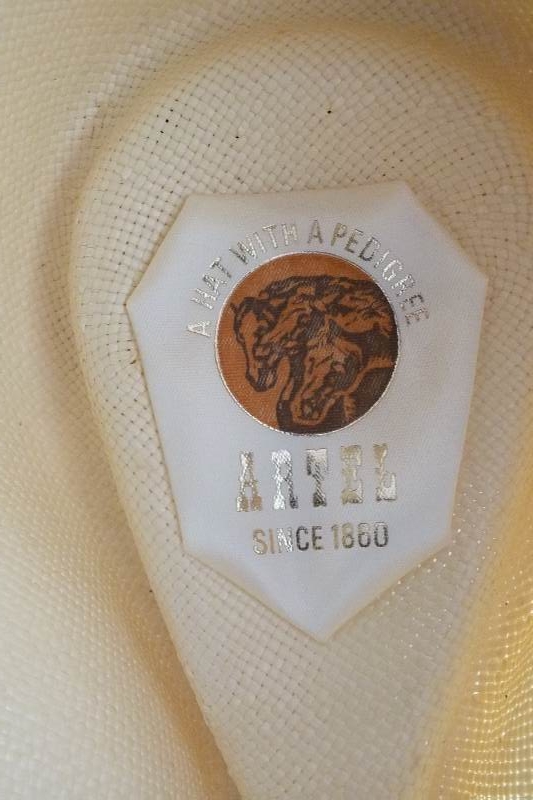 A HAT WITH A PEDIGREE
ARTEL
SINCE 1880